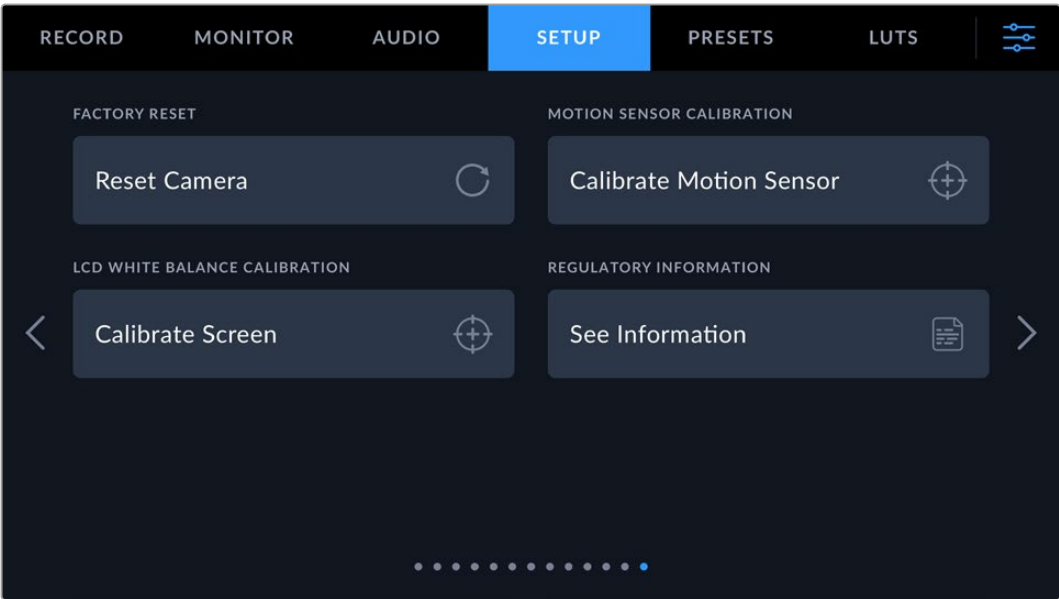 RECORD MONITOR AUDIO SETUP PRESETS LUTS
FACTORY RESET
Reset Camera
MOTION SENSOR CALIBRATION
Calibrate Motion Sensor
LCD WHITE BALANCE CALIBRATION
Calibrate Screen
REGULATORY INFORMATION
See Information